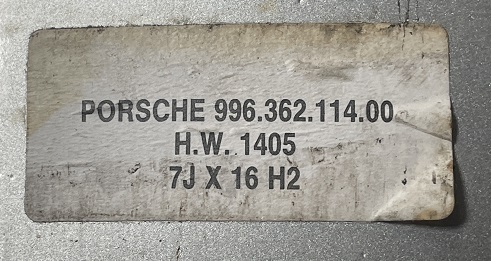 PORSCHE 996.362.114.00
H.W. 1405
7J X 16 H2